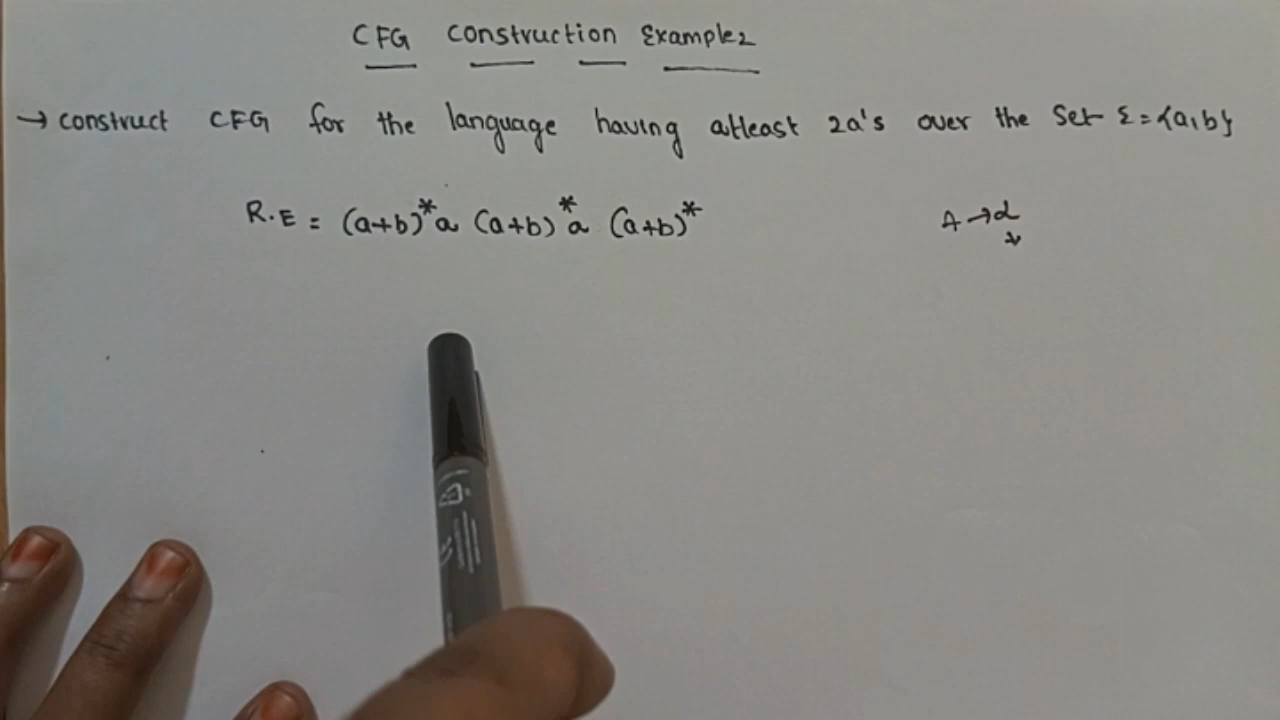 CFG construction Example2
→ construct CFG for the language having atleast 2a's over the Set Σ = {a,b}
R.E = (a+b)*a (a+b)*a (a+b)*
A → α